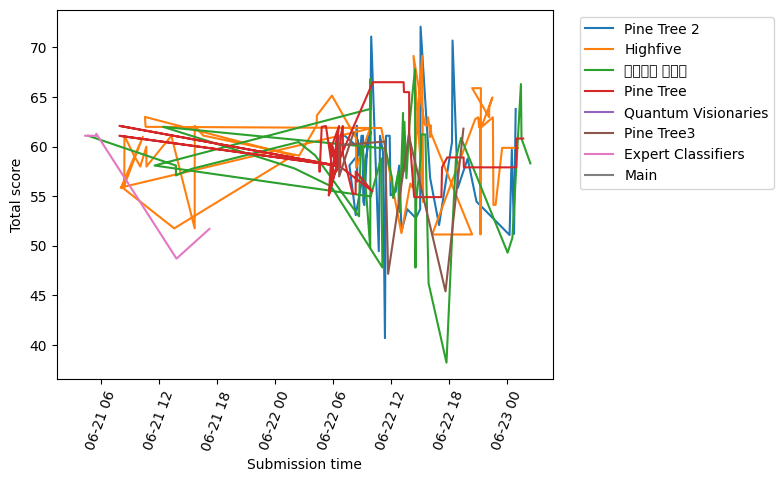 70
65
60
55
50
45
40
Total score
06-21 06
06-21 12
06-21 18
06-22 00
06-22 06
06-22 12
06-22 18
06-23 00
Submission time
Pine Tree 2
Highfive
Pine Tree
Quantum Visionaries
Pine Tree3
Expert Classifiers
Main